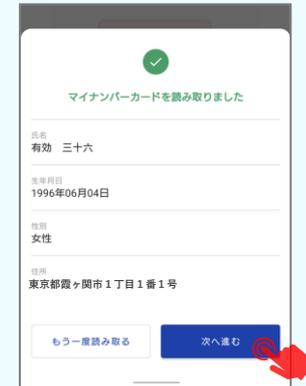 マイナンバーカードを読み取りました
氏名
有効　三十六
生年月日
1996年06月04日
性別
女性
住所
東京都霞ヶ関市１丁目１番１号
もう一度読み取る
次へ進む